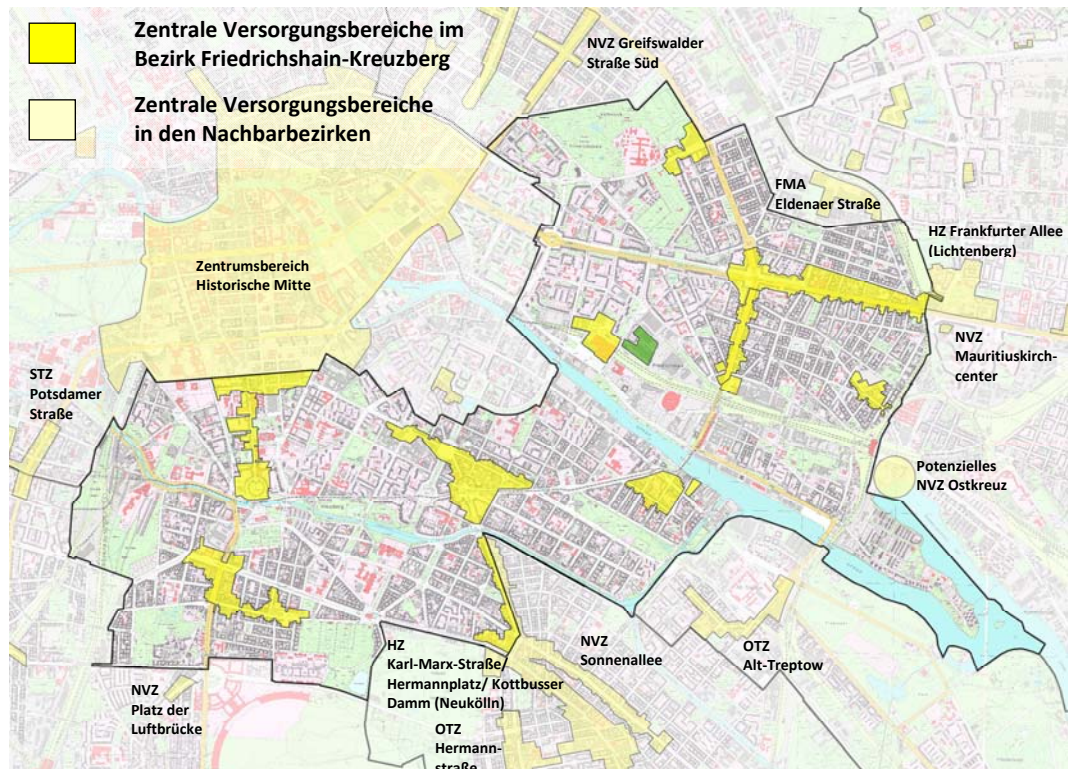 Zentrale Versorgungsbereiche im
Bezirk Friedrichshain-Kreuzberg
Zentrale Versorgungsbereiche
in den Nachbarbezirken
NVZ Greifswalder
Straße Süd
FMA
Eldenaer Straße
HZ Frankfurter Allee
(Lichtenberg)
Zentrumsbereich
Historische Mitte
NVZ
Mauritiuskirch-
center
STZ
Potsdamer
Straße
Potenzielles
NVZ Ostkreuz
HZ
Karl-Marx-Straße/
Hermannplatz/ Kottbusser
Damm (Neukölln)
NVZ
Sonnenallee
OTZ
Alt-Treptow
NVZ
Platz der
Luftbrücke
OTZ
Hermann-
straße